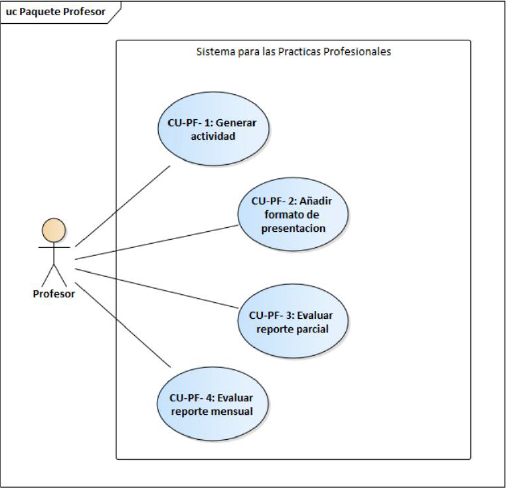 uc Paquete Profesor
Sistema para las Practicas Profesionales
CU-PF- 1: Generar
actividad
CU-PF- 2: Añadir
formato de
presentacion
Profesor
CU-PF- 3: Evaluar
reporte parcial
CU-PF- 4: Evaluar
reporte mensual